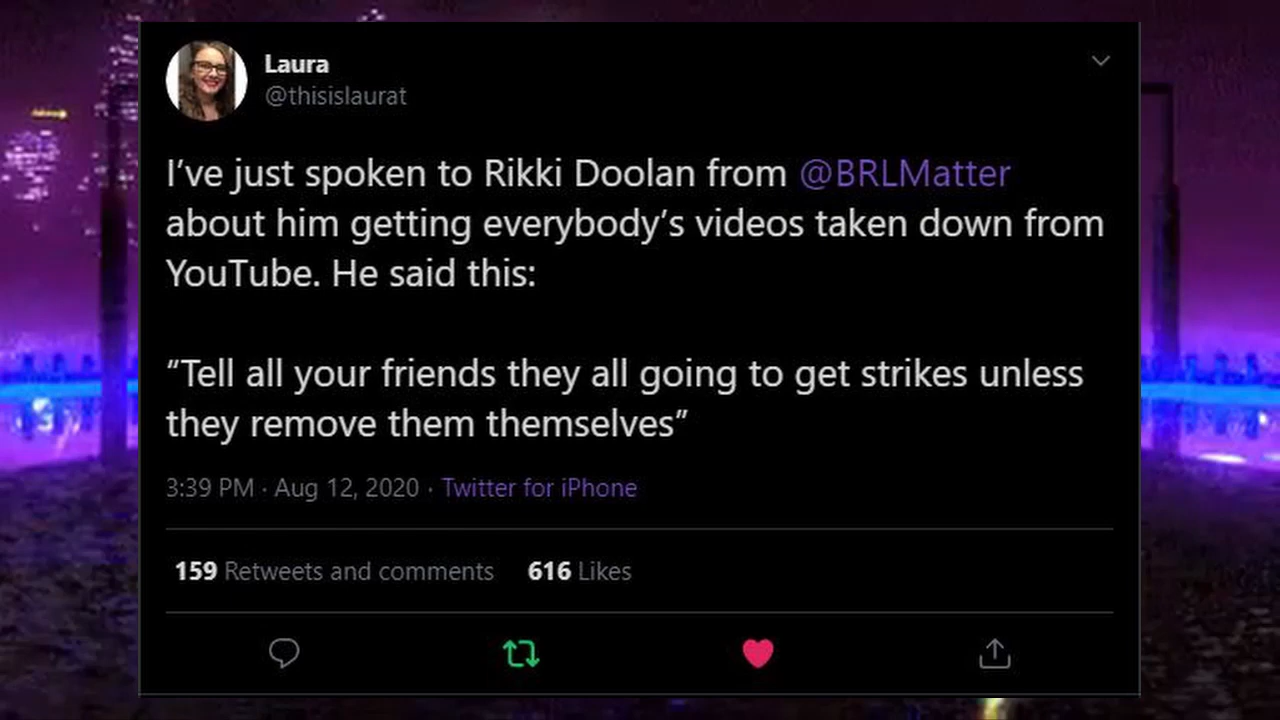 Laura
@thisislaurat
I’ve just spoken to Rikki Doolan from @BRLMatter
about him getting everybody’s videos taken down from
YouTube. He said this:
“Tell all your friends they all going to get strikes unless
they remove them themselves”
3:39 PM · Aug 12, 2020 · Twitter for iPhone
159 Retweets and comments 616 Likes